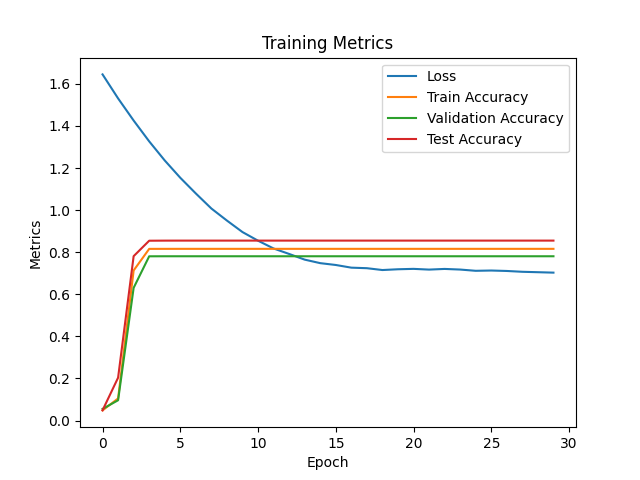 Training Metrics
Loss
Train Accuracy
Validation Accuracy
Test Accuracy
Metrics
1.6
1.4
1.2
1.0
0.8
0.6
0.4
0.2
0.0
0 5 10 15 20 25 30
Epoch